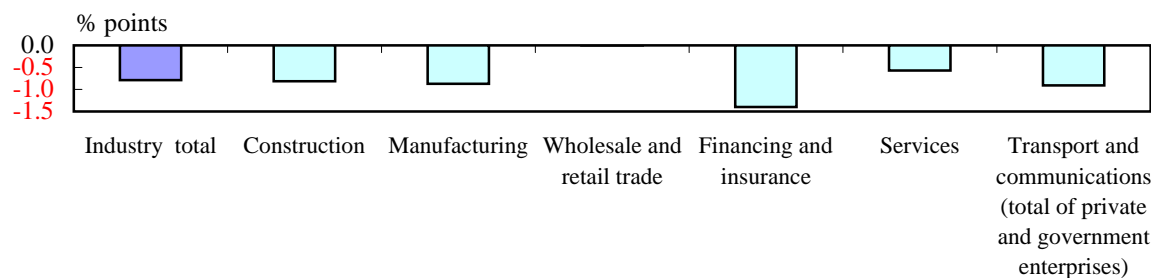 % points
0.0
-0.5
-1.0
-1.5
Industry total
Construction
Manufacturing
Wholesale and
retail trade
Financing and
insurance
Services
Transport and
communications
(total of private
and government
enterprises)